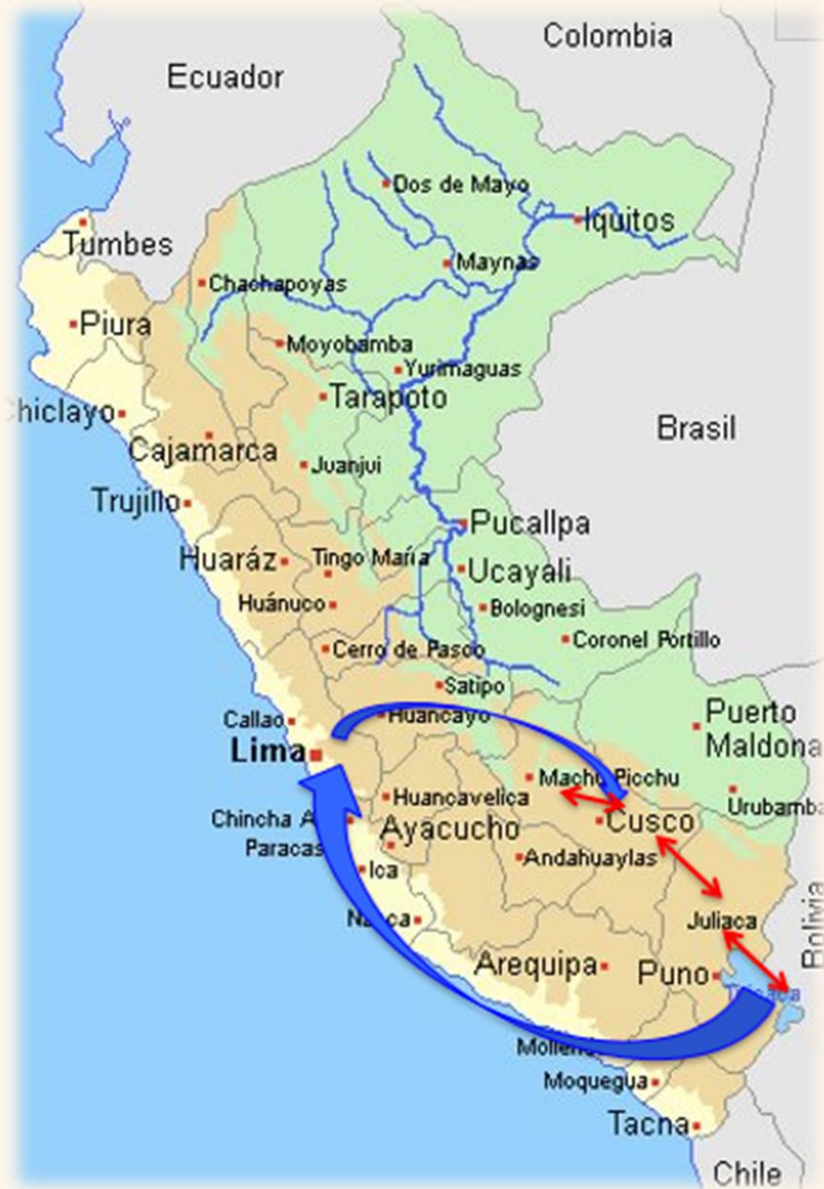 Colombia
Ecuador
Dos de Mayo
Iquitos
Tumbes
Maynas
Chachapoyas
Piura
Moyobamba
Yurimaguas
Tarapoto
Chiclayo
Brasil
Cajamarca
Juanjui
Trujillo
Pucallpa
Huaráz
Tingo María
Ucayali
Huánuco
Bolognesi
Coronel Portillo
Cerro de Pasco
Satipo
Callao
Huancayo
Puerto
Maldona
Lima
Machu Picchu
Huancavelica
Urubamba
Chincha A
Ayacucho
Cusco
Paracas
Andahuaylas
Ica
Bolivia
Juliaca
Arequipa
Puno
Moquegua
Tacna
Chile